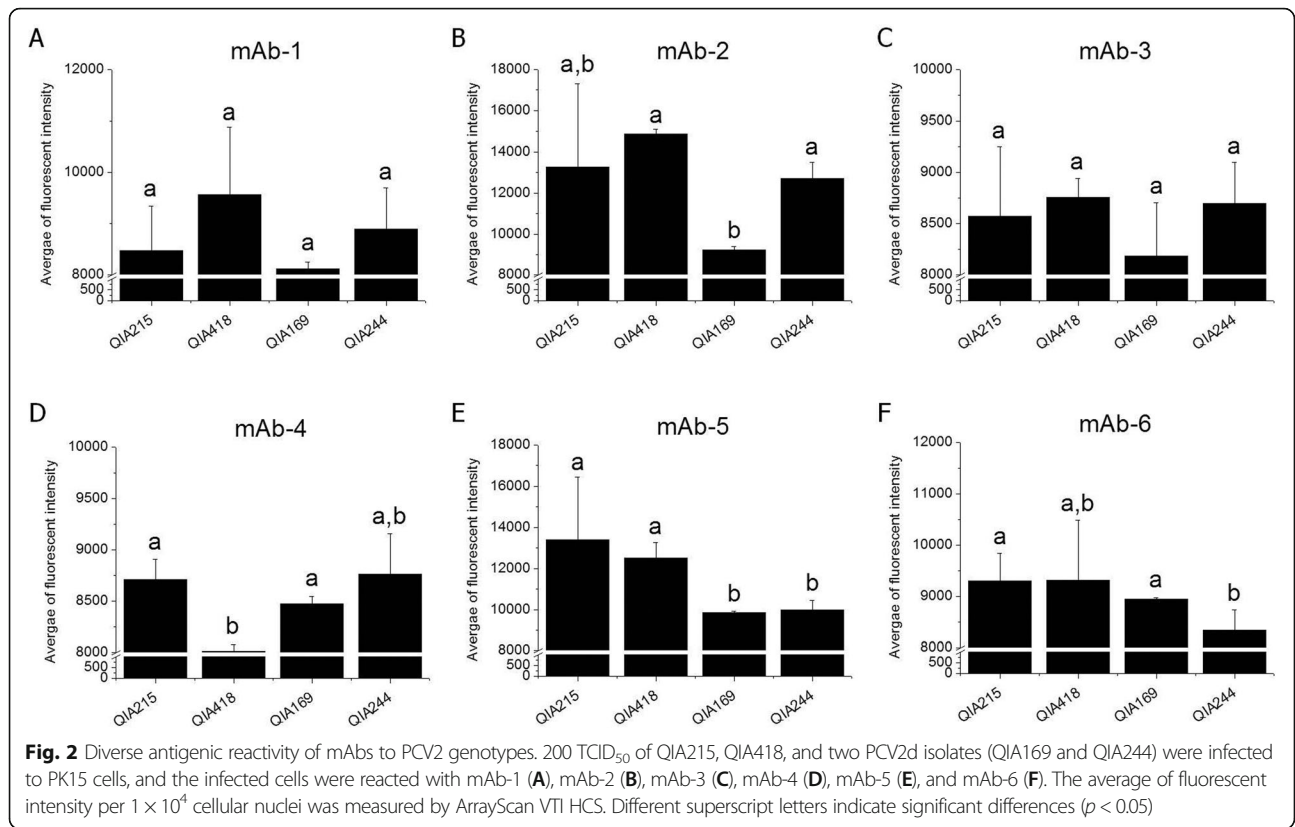 A
mAb-1
Avergae of fluorescent intensity
12000
10000
8000
500
0
a
a
a
a
QIA215
QIA418
QIA169
QIA244
B
mAb-2
Avergae of fluorescent intensity
18000
16000
14000
12000
10000
8000
500
0
a,b
a
b
a
QIA215
QIA418
QIA169
QIA244
C
mAb-3
Avergae of fluorescent intensity
10000
9500
9000
8500
8000
500
0
a
a
a
a
QIA215
QIA418
QIA169
QIA244
D
mAb-4
Avergae of fluorescent intensity
10000
9500
9000
8500
8000
500
0
a
b
a
a,b
QIA215
QIA418
QIA169
QIA244
E
mAb-5
Avergae of fluorescent intensity
18000
16000
14000
12000
10000
8000
500
0
a
a
b
b
QIA215
QIA418
QIA169
QIA244
F
mAb-6
Avergae of fluorescent intensity
12000
11000
10000
9000
8000
500
0
a
a,b
a
b
QIA215
QIA418
QIA169
QIA244
Fig. 2 Diverse antigenic reactivity of mAbs to PCV2 genotypes. 200 TCID₅₀ of QIA215, QIA418, and two PCV2d isolates (QIA169 and QIA244) were infected
to PK15 cells, and the infected cells were reacted with mAb-1 (A), mAb-2 (B), mAb-3 (C), mAb-4 (D), mAb-5 (E), and mAb-6 (F). The average of fluorescent
intensity per 1 × 10⁴ cellular nuclei was measured by ArrayScan VTI HCS. Different superscript letters indicate significant differences (p < 0.05)